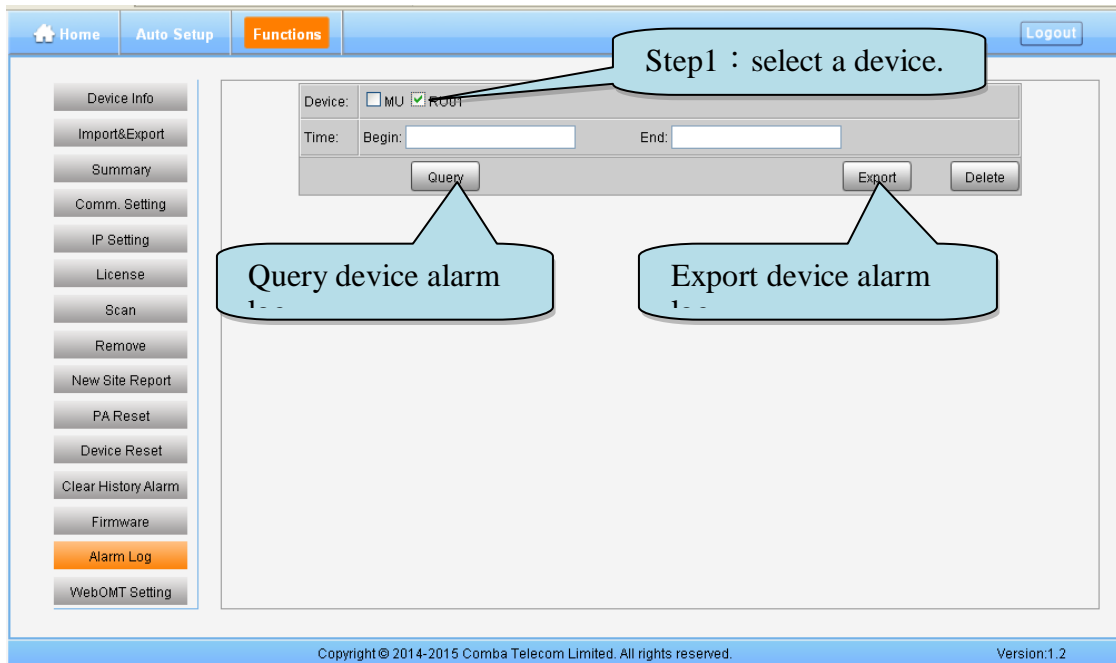 Home Auto Setup Functions Logout
Step1：select a device.
Device Info
Import&Export
Summary
Comm. Setting
IP Setting
License
Scan
Remove
New Site Report
PA Reset
Device Reset
Clear History Alarm
Firmware
Alarm Log
WebOMT Setting
Device: MU RU01
Time: Begin: End:
Query Export Delete
Query device alarm
Export device alarm
Copyright © 2014-2015 Comba Telecom Limited. All rights reserved. Version:1.2